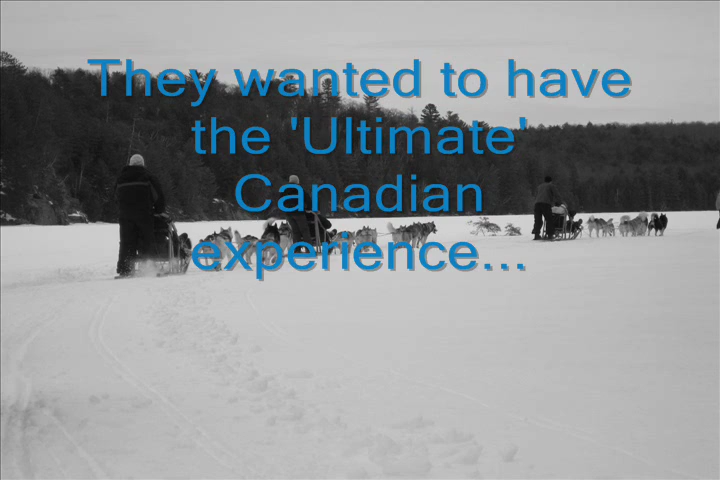 They wanted to have
the 'Ultimate'
Canadian
experience...